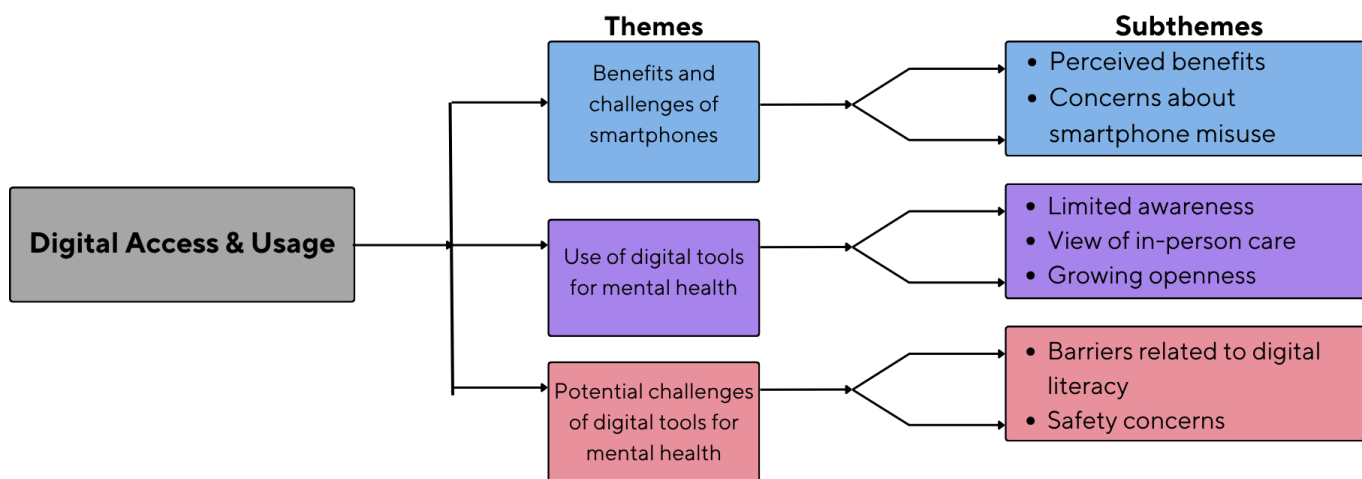 Themes
Subthemes
Digital Access & Usage
Benefits and
challenges of
smartphones
• Perceived benefits
• Concerns about
smartphone misuse
Use of digital tools
for mental health
• Limited awareness
• View of in-person care
• Growing openness
Potential challenges
of digital tools for
mental health
• Barriers related to digital
literacy
• Safety concerns